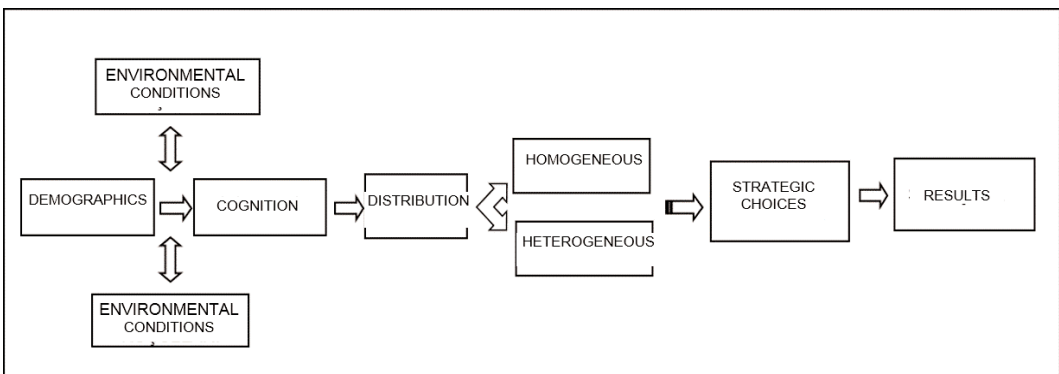 ENVIRONMENTAL
CONDITIONS
DEMOGRAPHICS
COGNITION
DISTRIBUTION
HOMOGENEOUS
HETEROGENEOUS
STRATEGIC
CHOICES
RESULTS
ENVIRONMENTAL
CONDITIONS